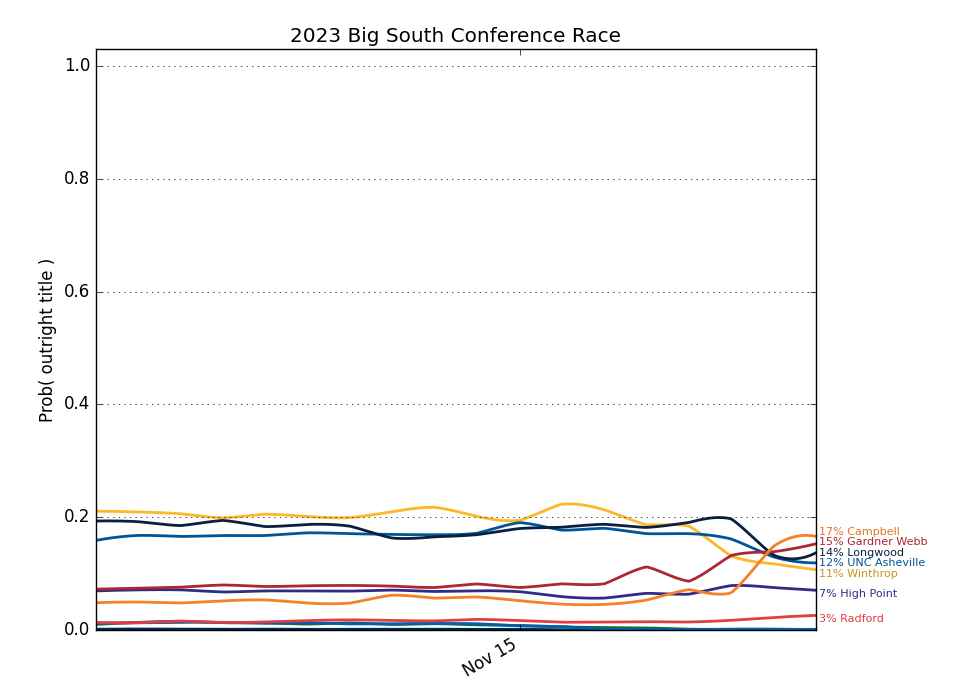 2023 Big South Conference Race
Prob( outright title )
1.0
0.8
0.6
0.4
0.2
0.0
Nov 15
17% Campbell
15% Gardner Webb
14% Longwood
12% UNC Asheville
11% Winthrop
7% High Point
3% Radford